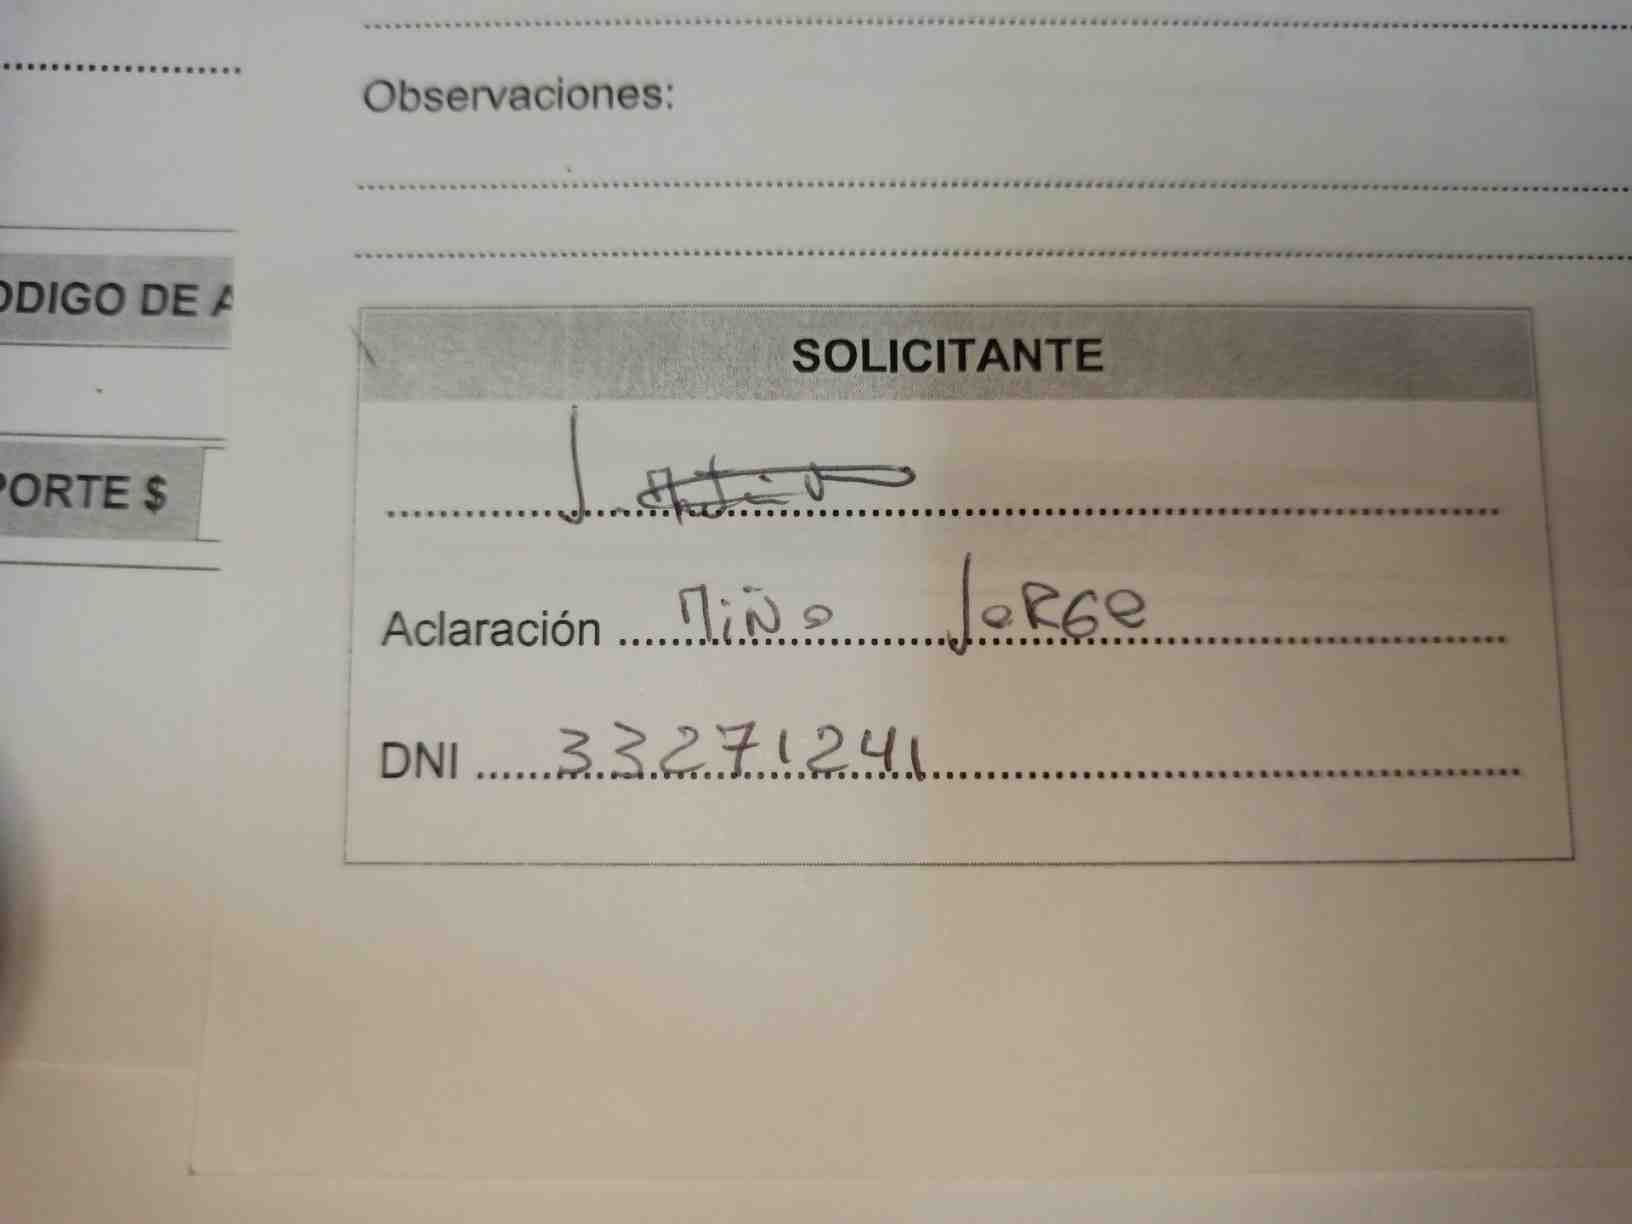 Observaciones:
ODIGO DE A
PORTE $
SOLICITANTE
Aclaración Miño Jorge
DNI 33271241